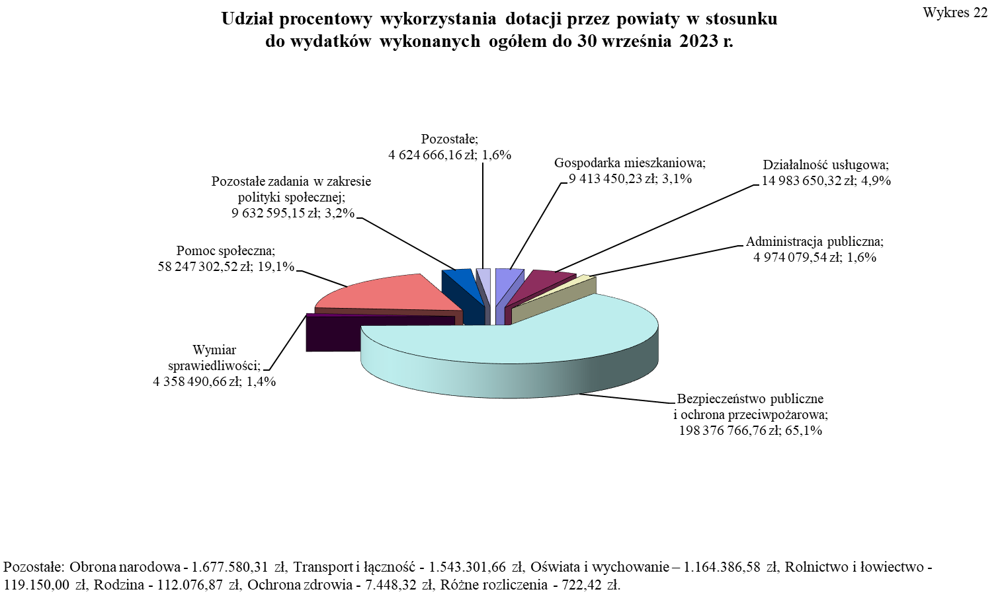 Wykres 22
Udział procentowy wykorzystania dotacji przez powiaty w stosunku
do wydatków wykonanych ogółem do 30 września 2023 r.
Pozostałe;
4 624 666,16 zł; 1,6%
Gospodarka mieszkaniowa;
9 413 450,23 zł; 3,1%
Działalność usługowa;
14 983 650,32 zł; 4,9%
Pozostałe zadania w zakresie
polityki społecznej;
9 632 595,15 zł; 3,2%
Administracja publiczna;
4 974 079,54 zł; 1,6%
Pomoc społeczna;
58 247 302,52 zł; 19,1%
Wymiar
sprawiedliwości;
4 358 490,66 zł; 1,4%
Bezpieczeństwo publiczne
i ochrona przeciwpożarowa;
198 376 766,76 zł; 65,1%
Pozostałe: Obrona narodowa - 1.677.580,31 zł, Transport i łączność - 1.543.301,66 zł, Oświata i wychowanie – 1.164.386,58 zł, Rolnictwo i łowiectwo -
119.150,00 zł, Rodzina - 112.076,87 zł, Ochrona zdrowia - 7.448,32 zł, Różne rozliczenia - 722,42 zł.